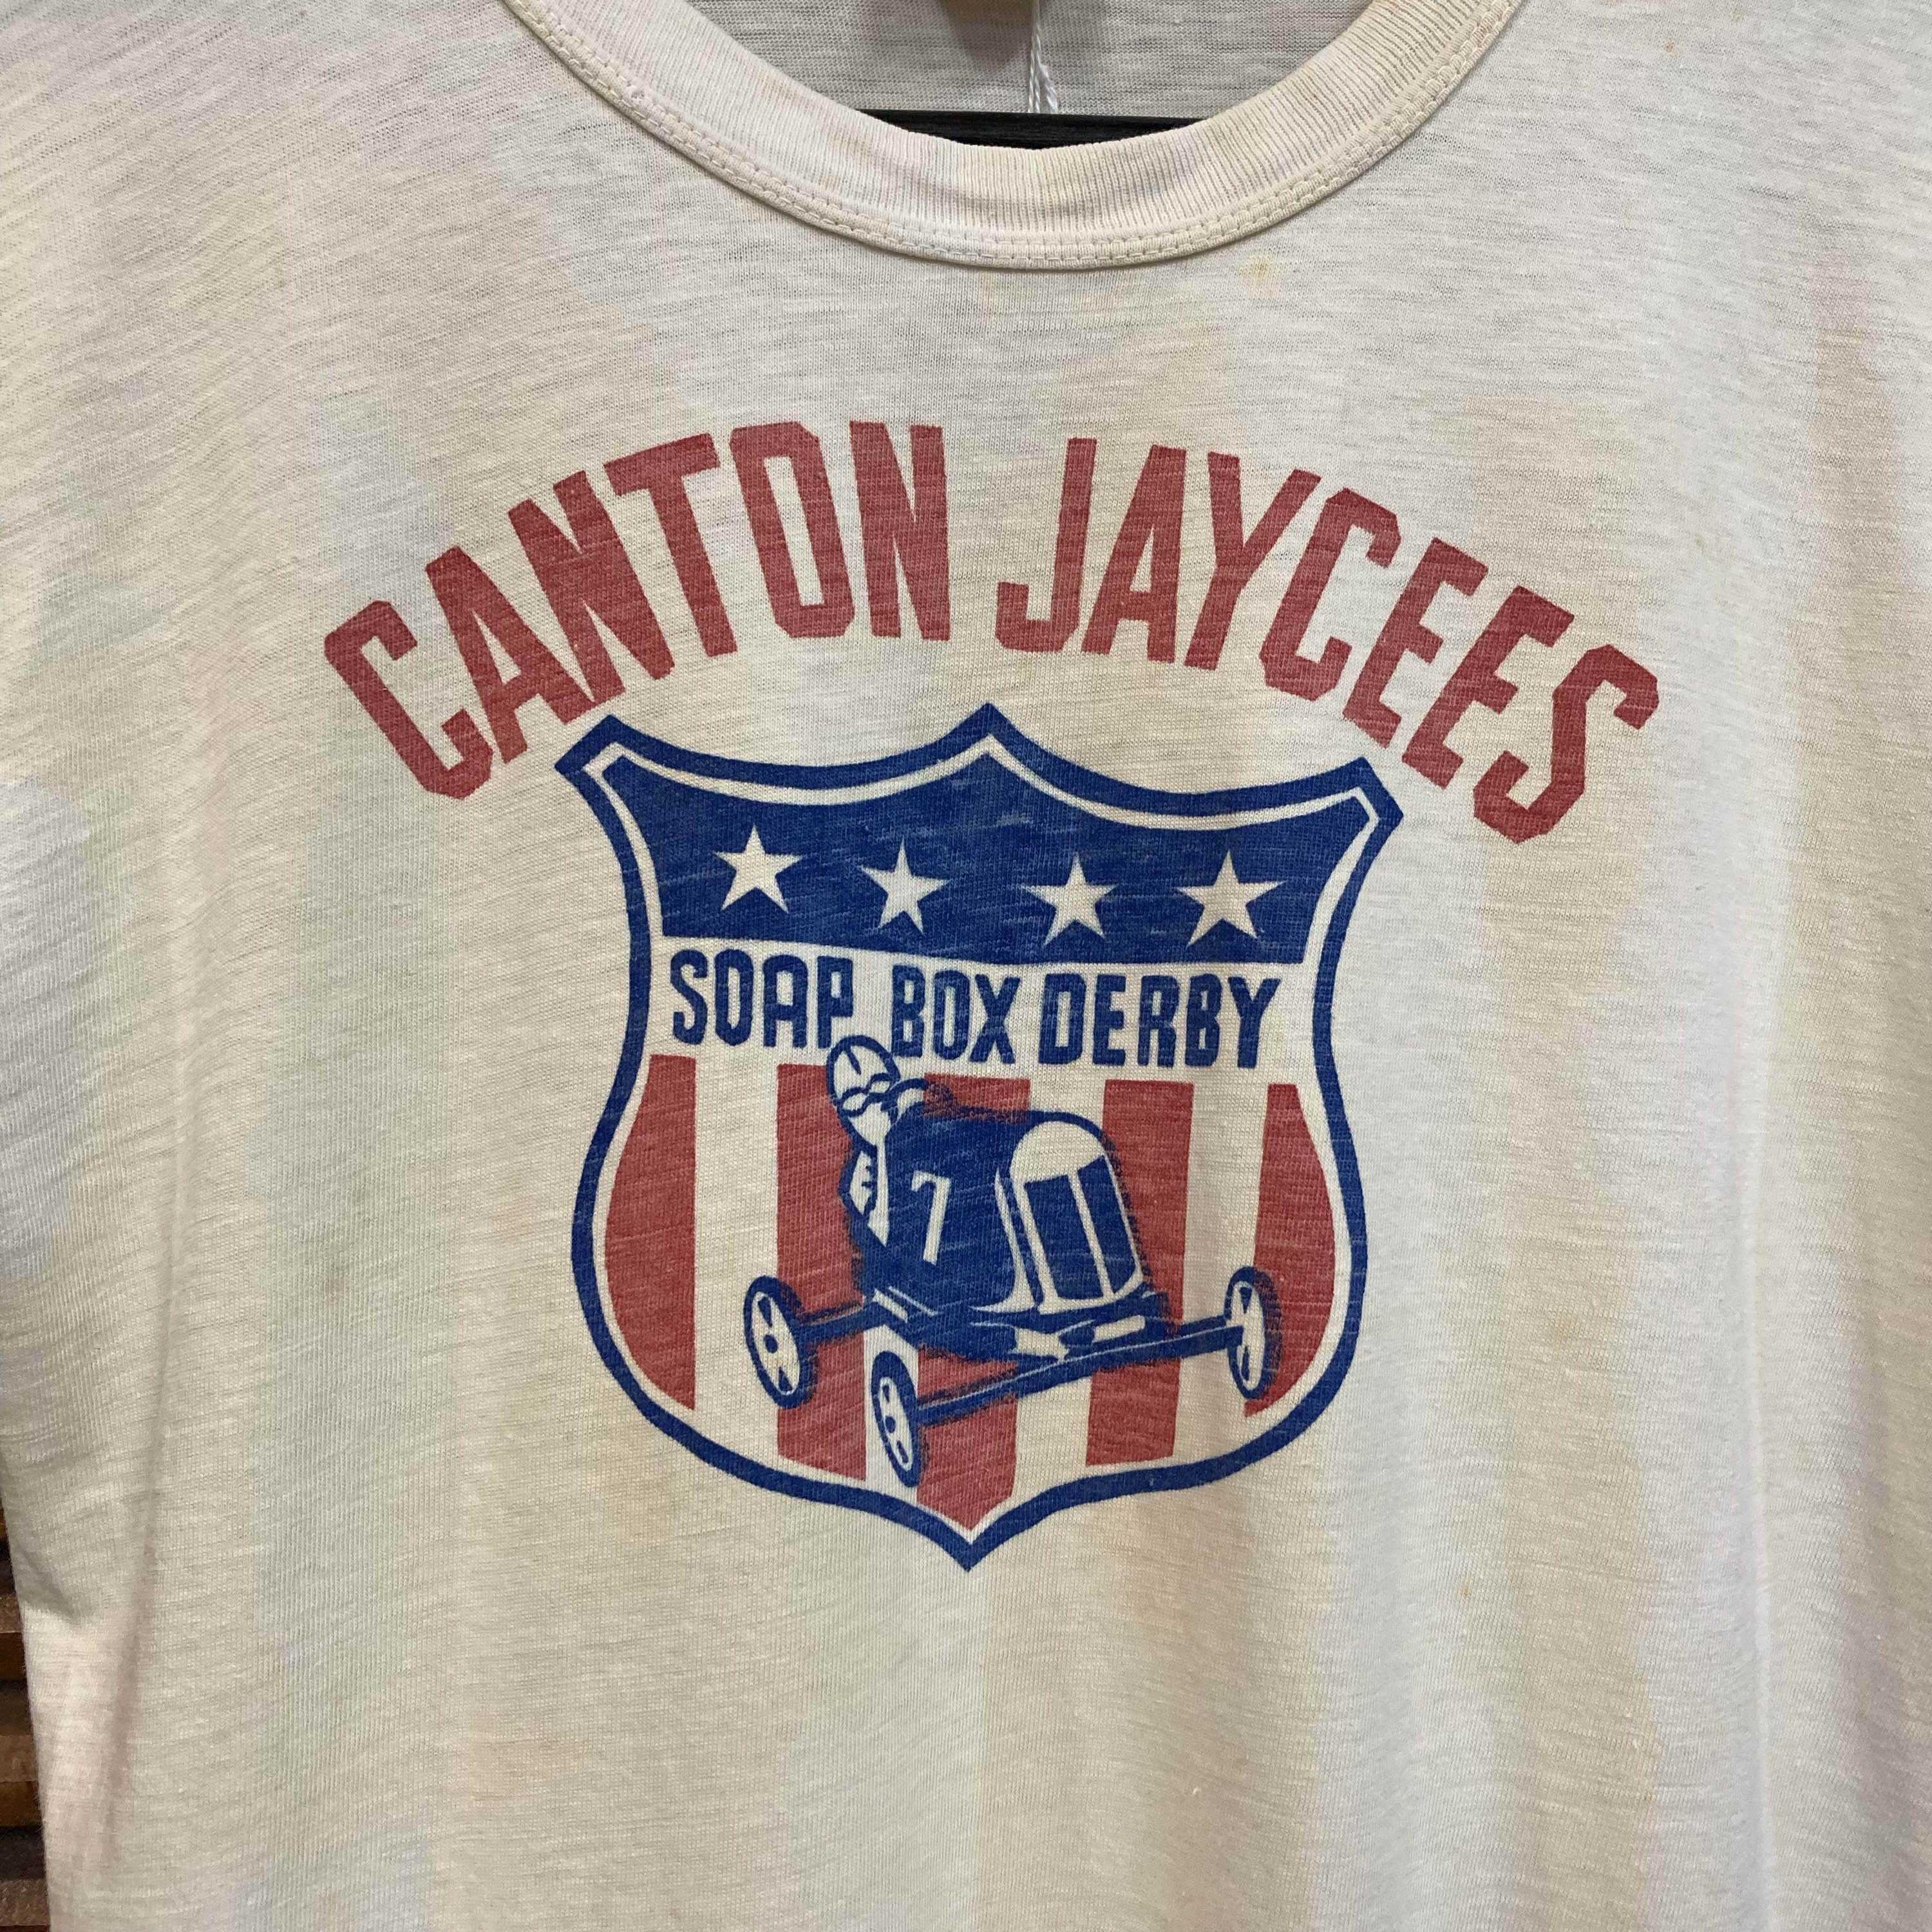 CANTON JAYCEES
SOAP BOX DERBY
7